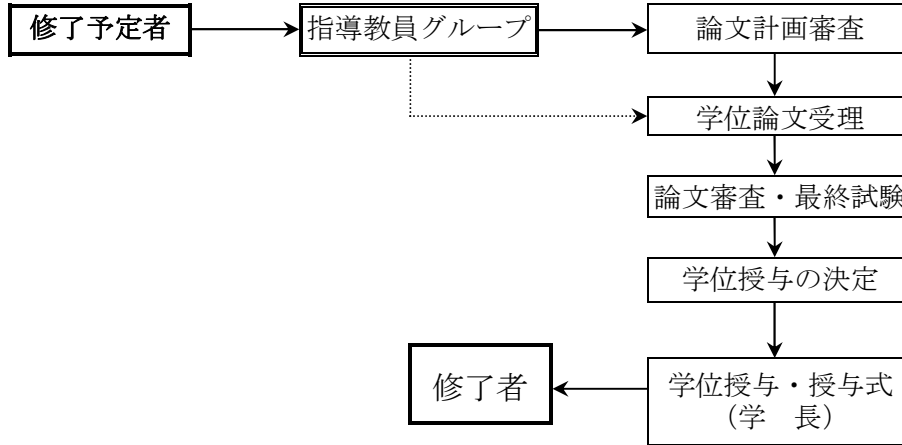 修了予定者
指導教員グループ
論文計画審査
学位論文受理
論文審査・最終試験
学位授与の決定
学位授与・授与式
（学　長）
修了者